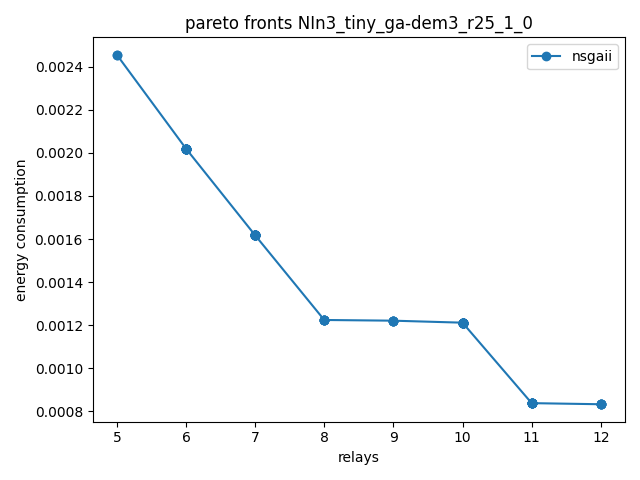 pareto fronts NIn3_tiny_ga-dem3_r25_1_0
nsgaii
energy consumption
0.0024
0.0022
0.0020
0.0018
0.0016
0.0014
0.0012
0.0010
0.0008
5 6 7 8 9 10 11 12
relays